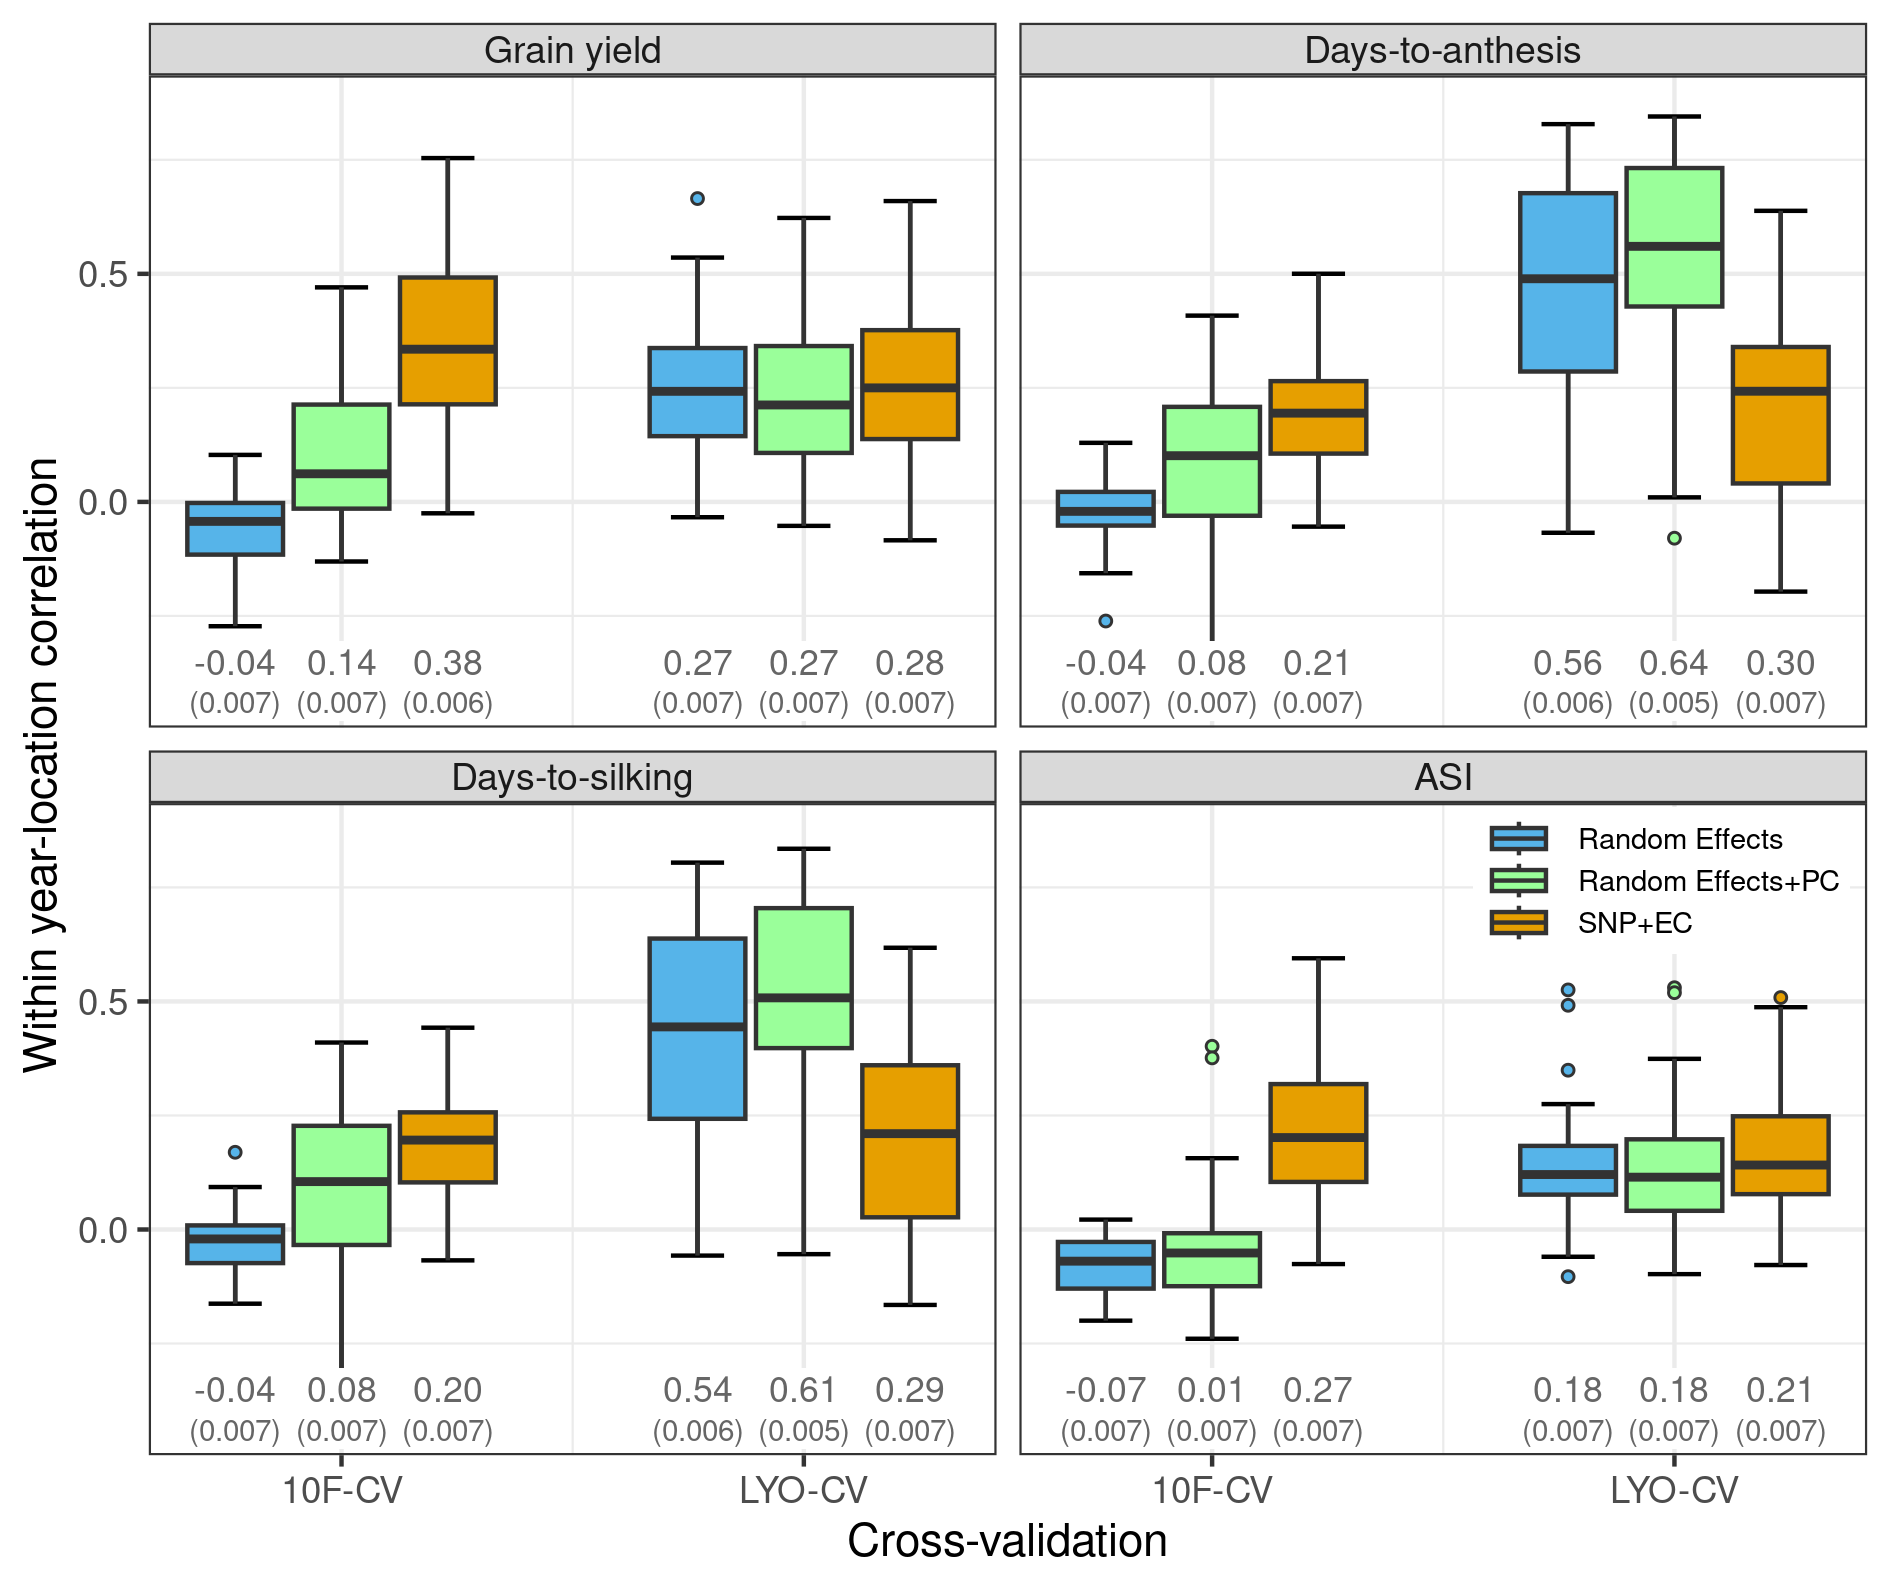 Grain yield
Days-to-anthesis
Within year-location correlation
0.5
0.0
-0.04 0.14 0.38 0.27 0.27 0.28
(0.007) (0.007) (0.006) (0.007) (0.007) (0.007)
-0.04 0.08 0.21 0.56 0.64 0.30
(0.007) (0.007) (0.007) (0.006) (0.005) (0.007)
Days-to-silking
ASI
Random Effects
Random Effects+PC
SNP+EC
0.5
0.0
-0.04 0.08 0.20 0.54 0.61 0.29
(0.007) (0.007) (0.007) (0.006) (0.005) (0.007)
-0.07 0.01 0.27 0.18 0.18 0.21
(0.007) (0.007) (0.007) (0.007) (0.007) (0.007)
10F-CV LYO-CV
10F-CV LYO-CV
Cross-validation